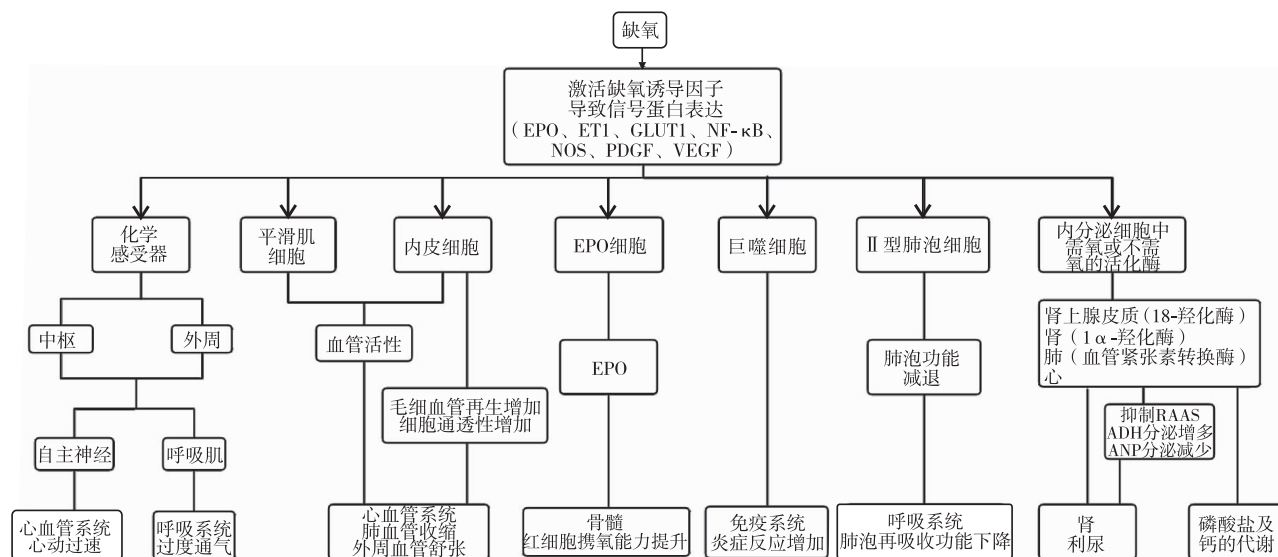 缺氧
激活缺氧诱导因子
导致信号蛋白表达
（EPO、ET1、GLUT1、NF-κB、
NOS、PDGF、VEGF）
化学
感受器
平滑肌
细胞
内皮细胞
EPO细胞
巨噬细胞
Ⅱ型肺泡细胞
内分泌细胞中
需氧或不需
氧的活化酶
中枢
外周
血管活性
EPO
肺泡功能
减退
肾上腺皮质（18-羟化酶）
肾（1α-羟化酶）
肺（血管紧张素转换酶）
心
毛细血管再生增加
细胞通透性增加
抑制RAAS
ADH分泌增多
ANP分泌减少
自主神经
呼吸肌
心血管系统
心动过速
呼吸系统
过度通气
心血管系统
肺血管收缩
外周血管舒张
骨髓
红细胞携氧能力提升
免疫系统
炎症反应增加
呼吸系统
肺泡再吸收功能下降
肾
利尿
磷酸盐及
钙的代谢